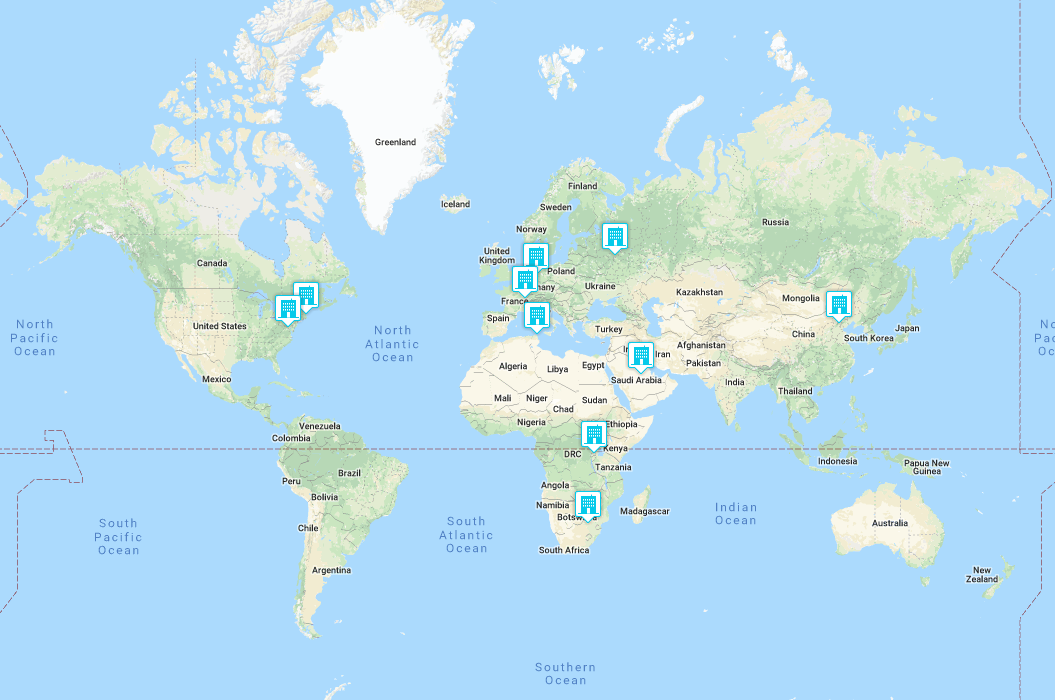 Greenland
Finland
Iceland
Sweden
Russia
Norway
United
Kingdom
Canada
Poland
Ukraine
Kazakhstan
Mongolia
France
Spain
North
Pacific
Ocean
United States
North
Atlantic
Ocean
Turkey
China
Japan
South Korea
Afghanistan
Iran
Pakistan
Algeria
Libya
Egypt
Saudi Arabia
India
Mexico
Thailand
Mali
Niger
Chad
Sudan
Nigeria
Ethiopia
Venezuela
Colombia
Kenya
DRC
Tanzania
Indonesia
Papua New
Guinea
Brazil
Peru
Bolivia
Angola
Namibia
Madagascar
Indian
Ocean
South
Pacific
Ocean
South
Atlantic
Ocean
Chile
Australia
South Africa
Argentina
New
Zealand
Southern
Ocean